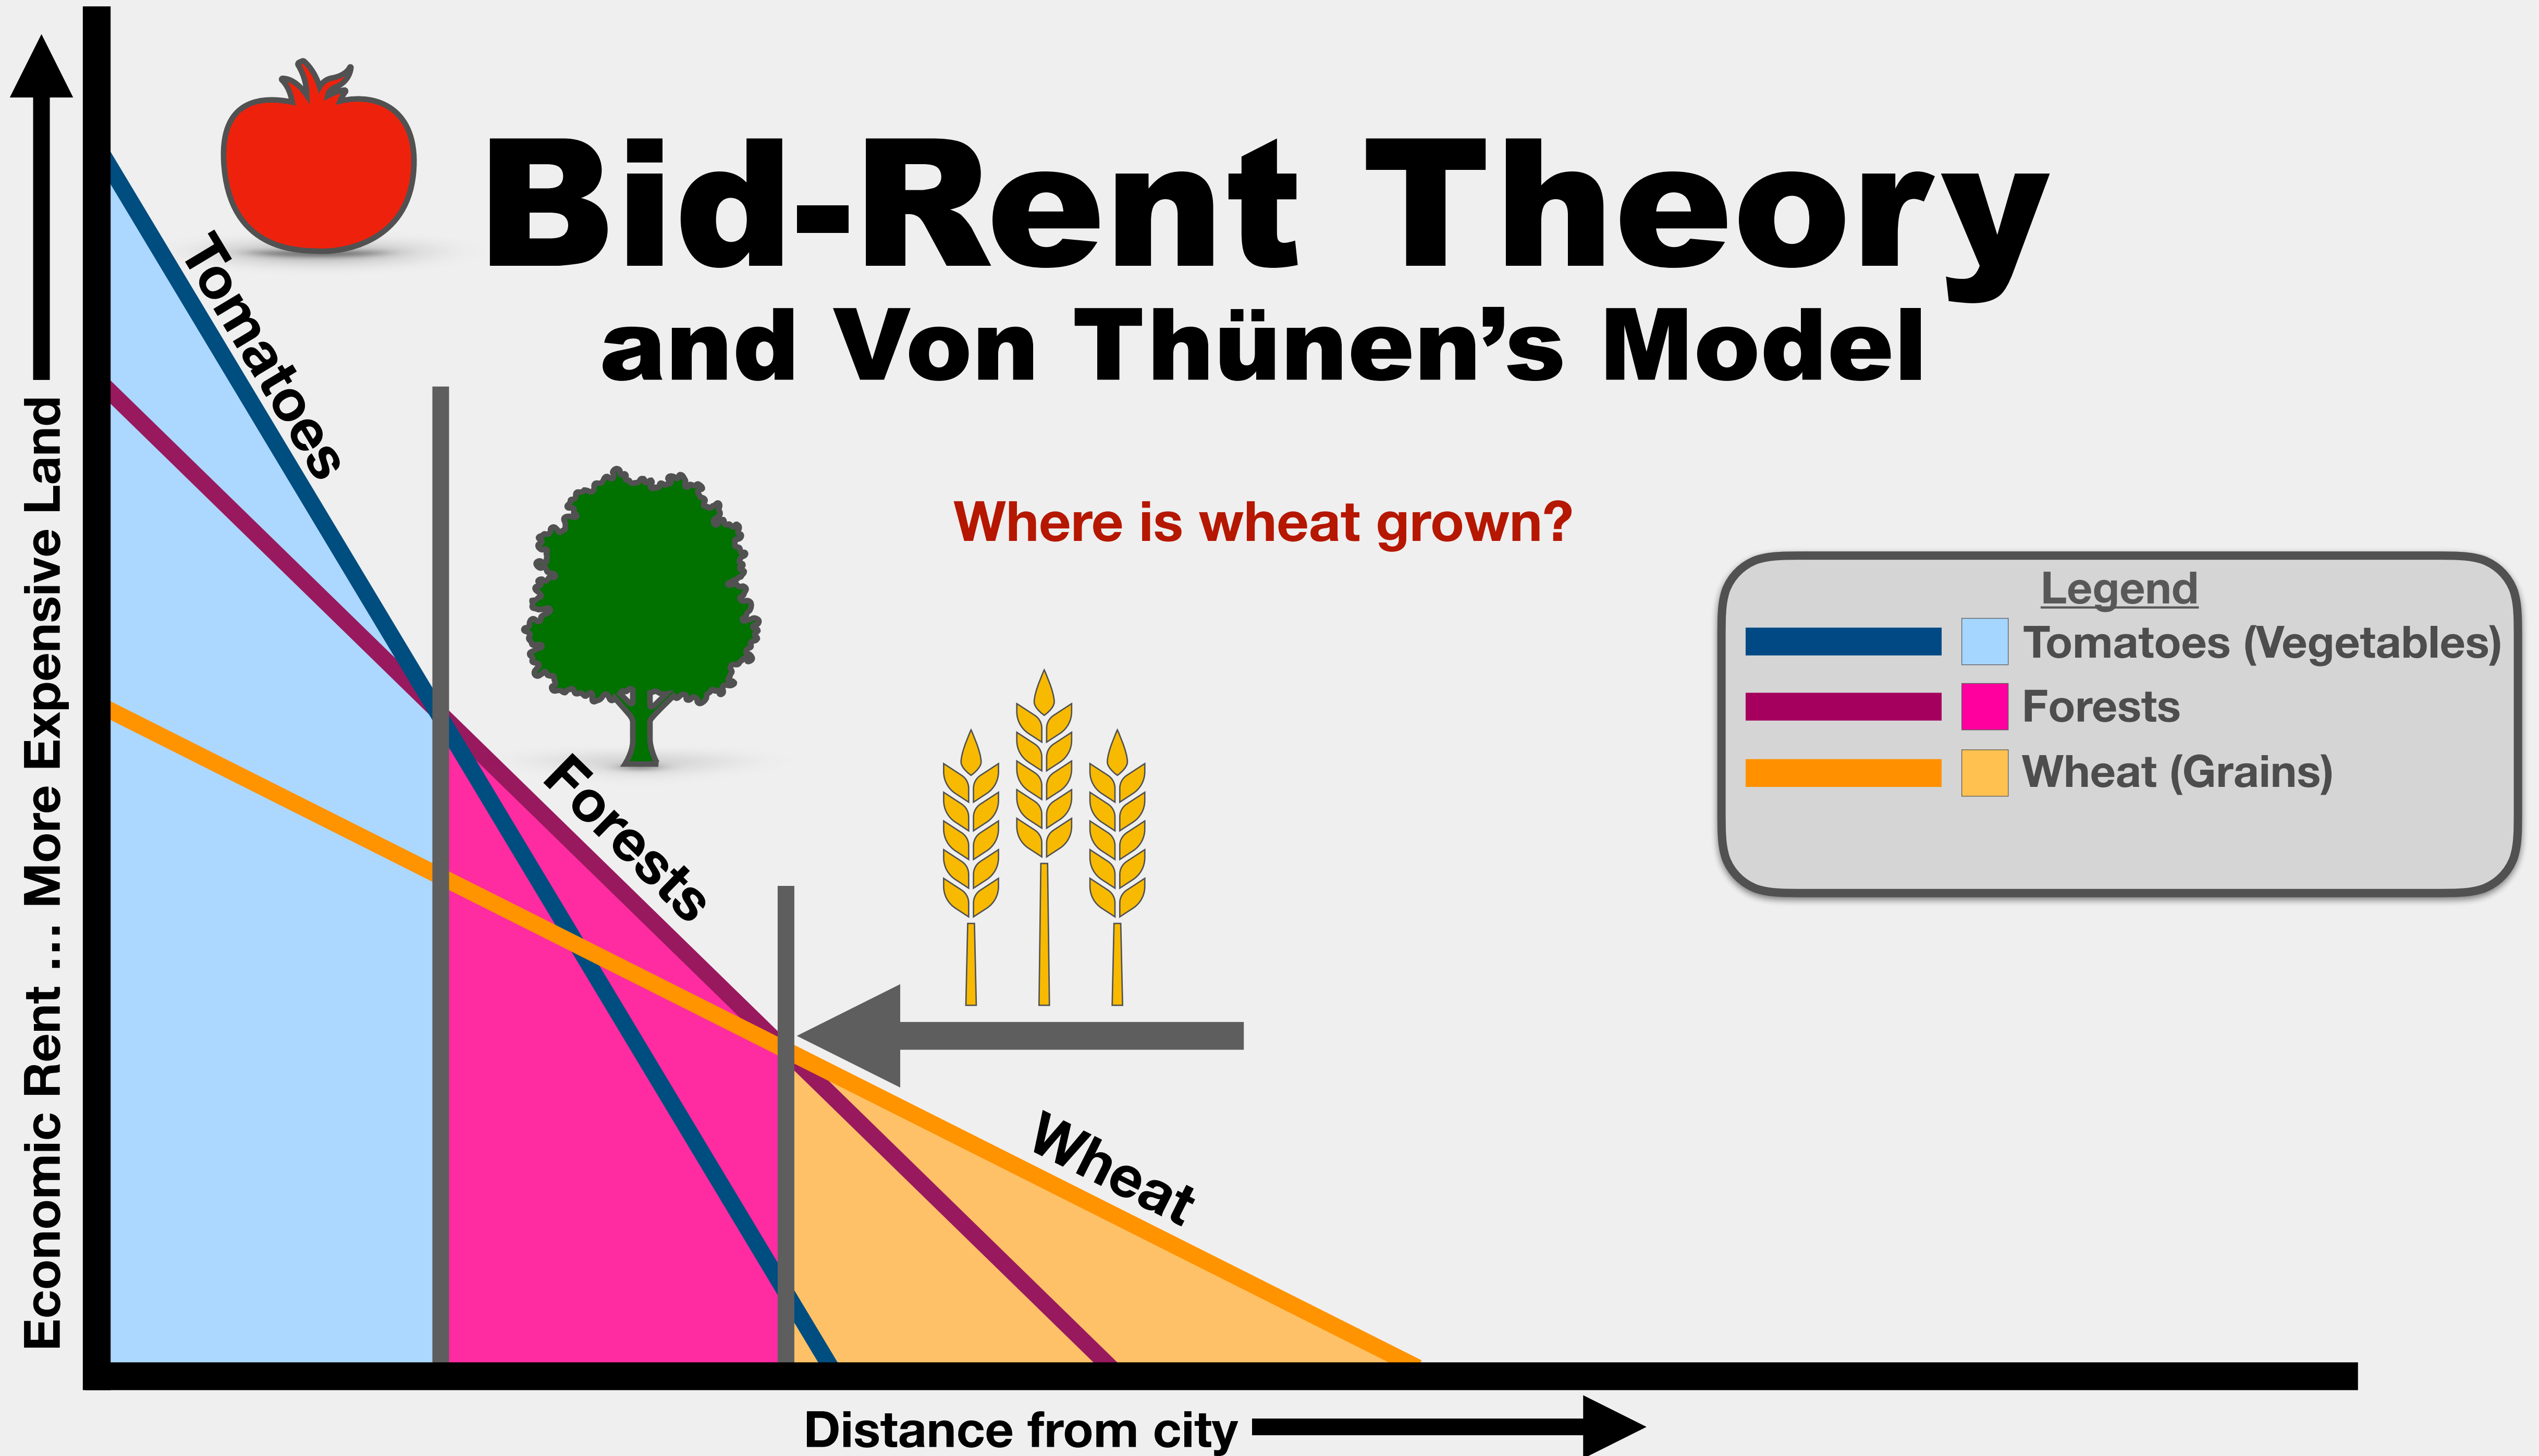 Bid-Rent Theory
and Von Thünen’s Model
Economic Rent ... More Expensive Land
Tomatoes
Where is wheat grown?
Legend
Tomatoes (Vegetables)
Forests
Wheat (Grains)
Forests
Wheat
Distance from city